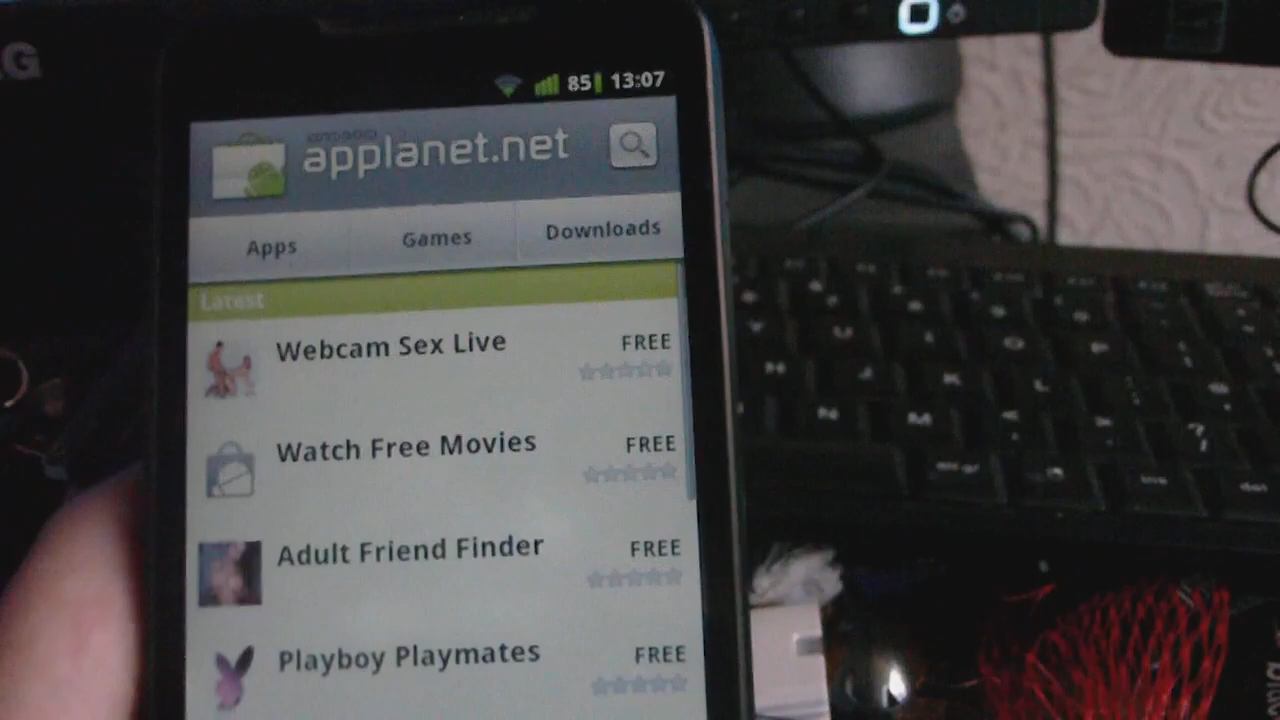 G
85 13:07
applanet.net
Apps Games Downloads
Latest
Webcam Sex Live FREE
Watch Free Movies FREE
Adult Friend Finder FREE
Playboy Playmates FREE
U I O P
H J K L
N M < > ?